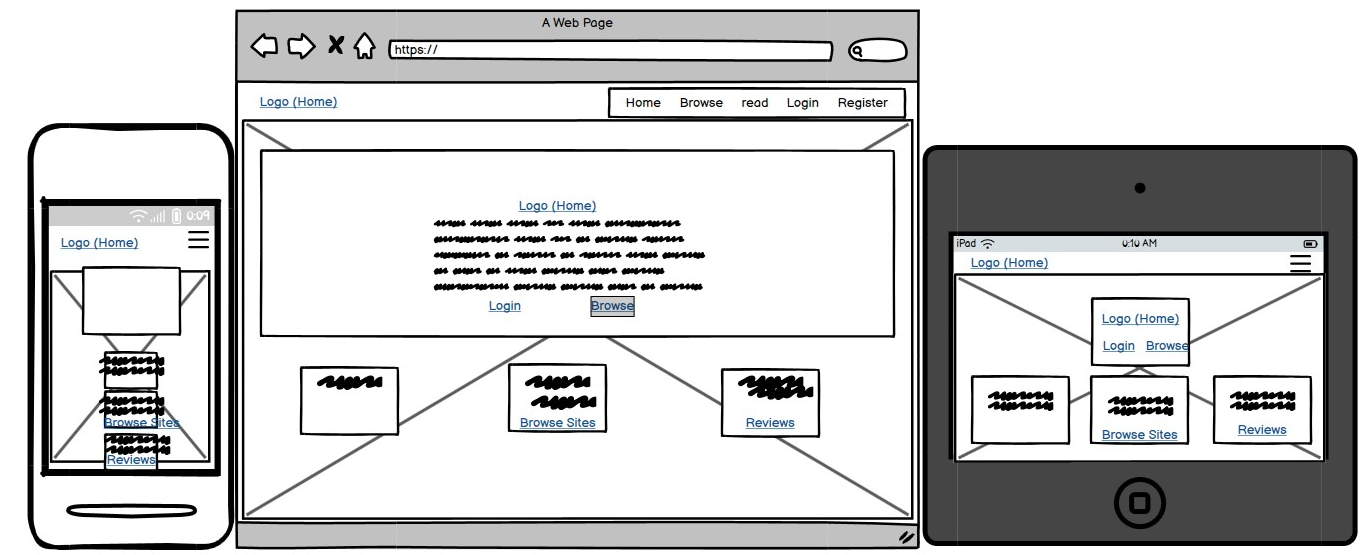 0:09
Logo (Home)
Browse Sites
Reviews
A Web Page
https://
Logo (Home)
Home Browse read Login Register
Logo (Home)
Login Browse
Browse Sites Reviews
iPad 0:10 AM
Logo (Home)
Logo (Home)
Login Browse
Browse Sites Reviews